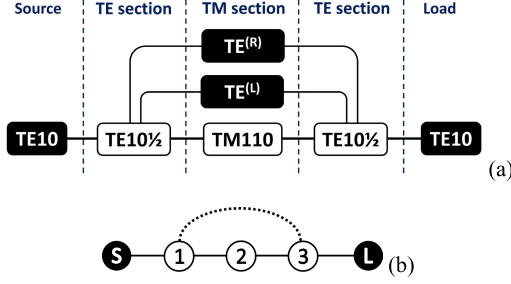 Source TE section TM section TE section Load
TE(R)
TE(L)
TE10 TE10½ TM110 TE10½ TE10
(a)
S 1 2 3 L (b)